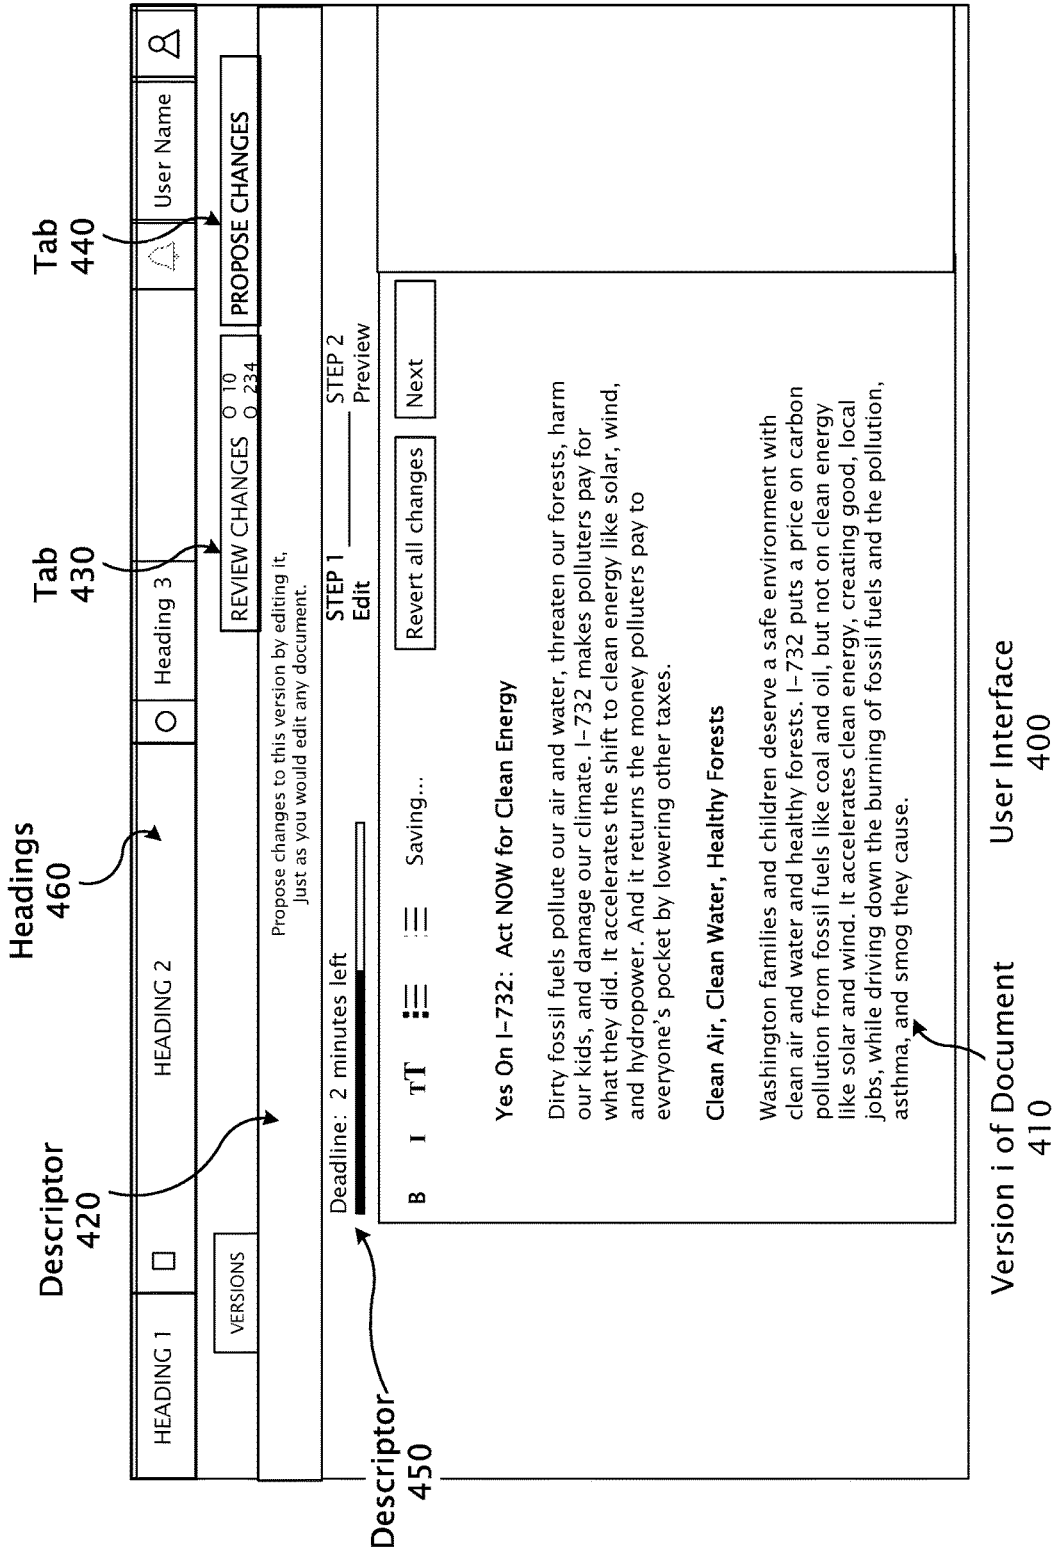 Headings
460
Tab
430
Tab
440
Descriptor
420
HEADING 1
HEADING 2
Heading 3
User Name
VERSIONS
REVIEW CHANGES
O 10
O 234
PROPOSE CHANGES
Propose changes to this version by editing it,
Just as you would edit any document.
Deadline: 2 minutes left
STEP 1
Edit
STEP 2
Preview
Descriptor
450
B I TT Saving... Revert all changes Next
Yes On I-732: Act NOW for Clean Energy
Dirty fossil fuels pollute our air and water, threaten our forests, harm
our kids, and damage our climate. I-732 makes polluters pay for
what they did. It accelerates the shift to clean energy like solar, wind,
and hydropower. And it returns the money polluters pay to
everyone's pocket by lowering other taxes.
Clean Air, Clean Water, Healthy Forests
Washington families and children deserve a safe environment with
clean air and water and healthy forests. I-732 puts a price on carbon
pollution from fossil fuels like coal and oil, but not on clean energy
like solar and wind. It accelerates clean energy, creating good, local
jobs, while driving down the burning of fossil fuels and the pollution,
asthma, and smog they cause.
Version i of Document
410
User Interface
400